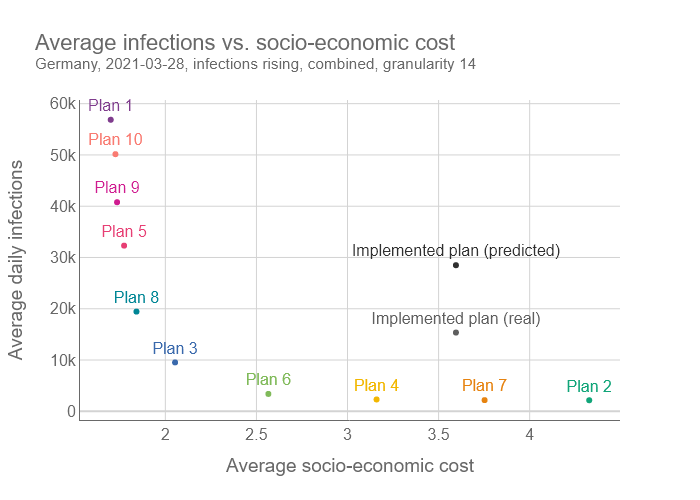 Average infections vs. socio-economic cost
Germany, 2021-03-28, infections rising, combined, granularity 14
60k
Plan 1
Plan 10
50k
Plan 9
40k
Plan 5
30k
Implemented plan (predicted)
Plan 8
20k
Implemented plan (real)
Plan 3
10k
Plan 6
Plan 4
Plan 7
Plan 2
0
2
2.5
3
3.5
4
Average daily infections
Average socio-economic cost